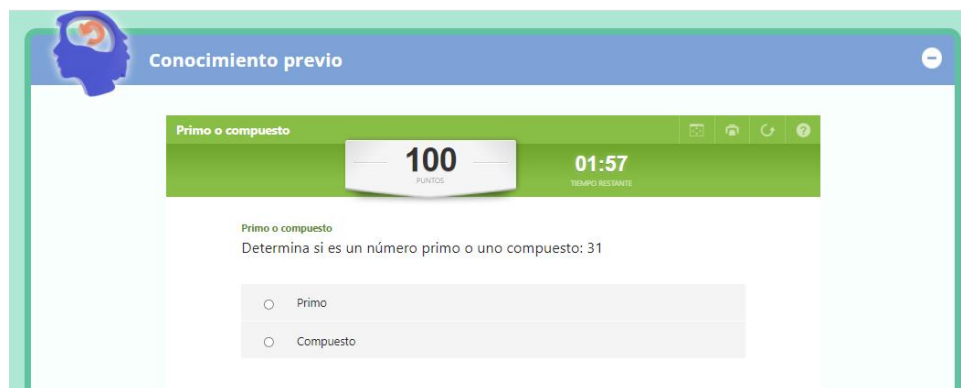 Conocimiento previo
Primo o compuesto
100
PUNTOS
01:57
TIEMPO RESTANTE
Primo o compuesto
Determina si es un número primo o uno compuesto: 31
Primo
Compuesto